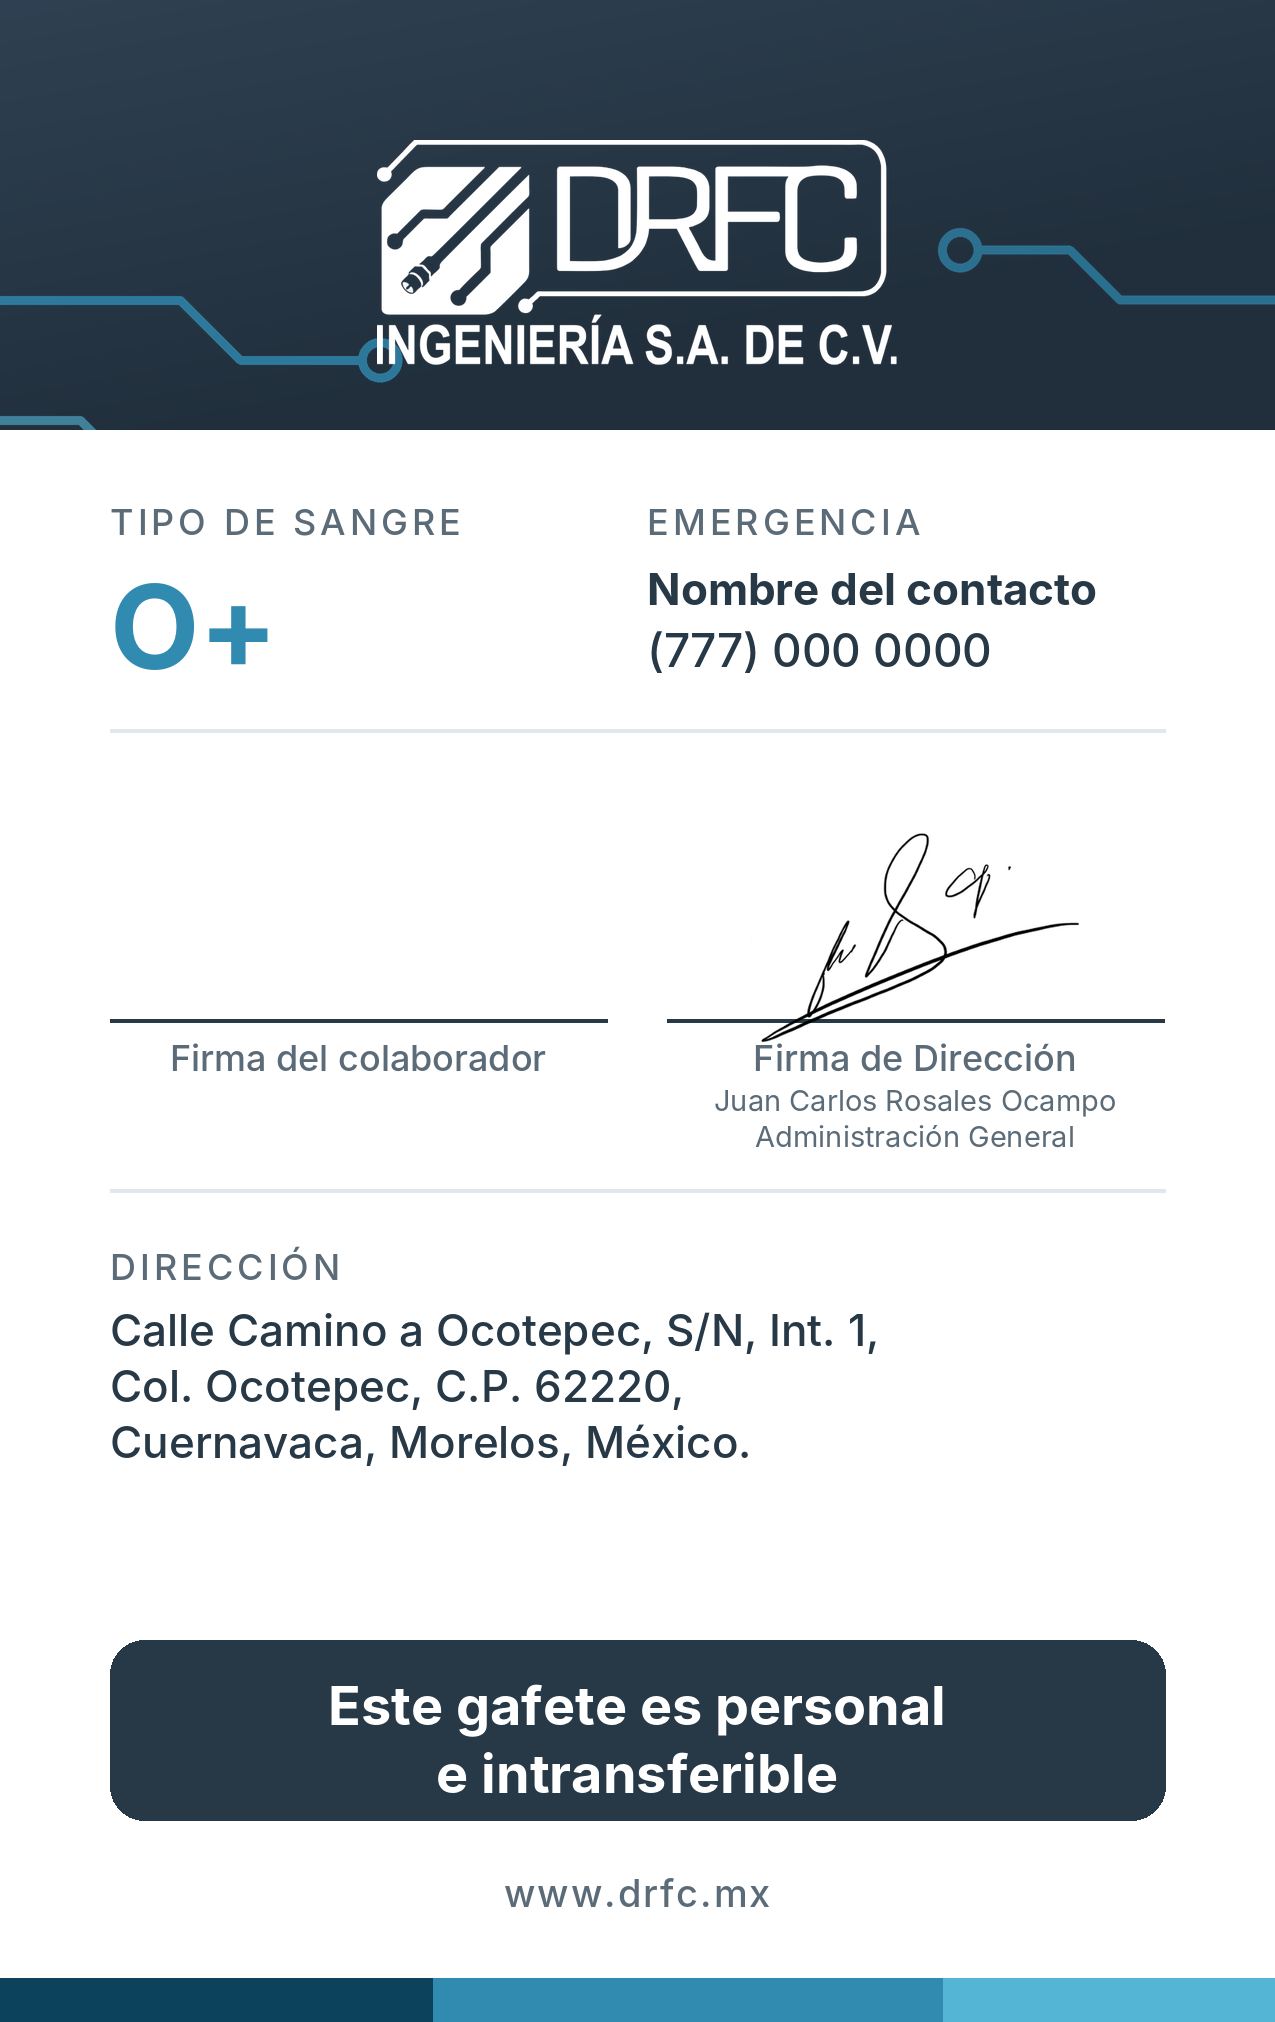 DRFC
INGENIERÍA S.A. DE C.V.
TIPO DE SANGRE
O+
EMERGENCIA
Nombre del contacto
(777) 000 0000
Firma del colaborador
Firma de Dirección
Juan Carlos Rosales Ocampo
Administración General
DIRECCIÓN
Calle Camino a Ocotepec, S/N, Int. 1,
Col. Ocotepec, C.P. 62220,
Cuernavaca, Morelos, México.
Este gafete es personal
e intransferible
www.drfc.mx